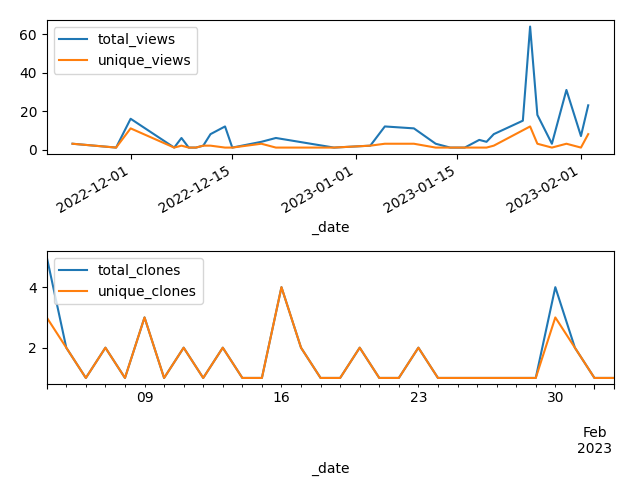 60
40
20
0
total_views
unique_views
2022-12-01
2022-12-15
2023-01-01
2023-01-15
2023-02-01
_date
4
2
total_clones
unique_clones
09
16
23
30
Feb
2023
_date